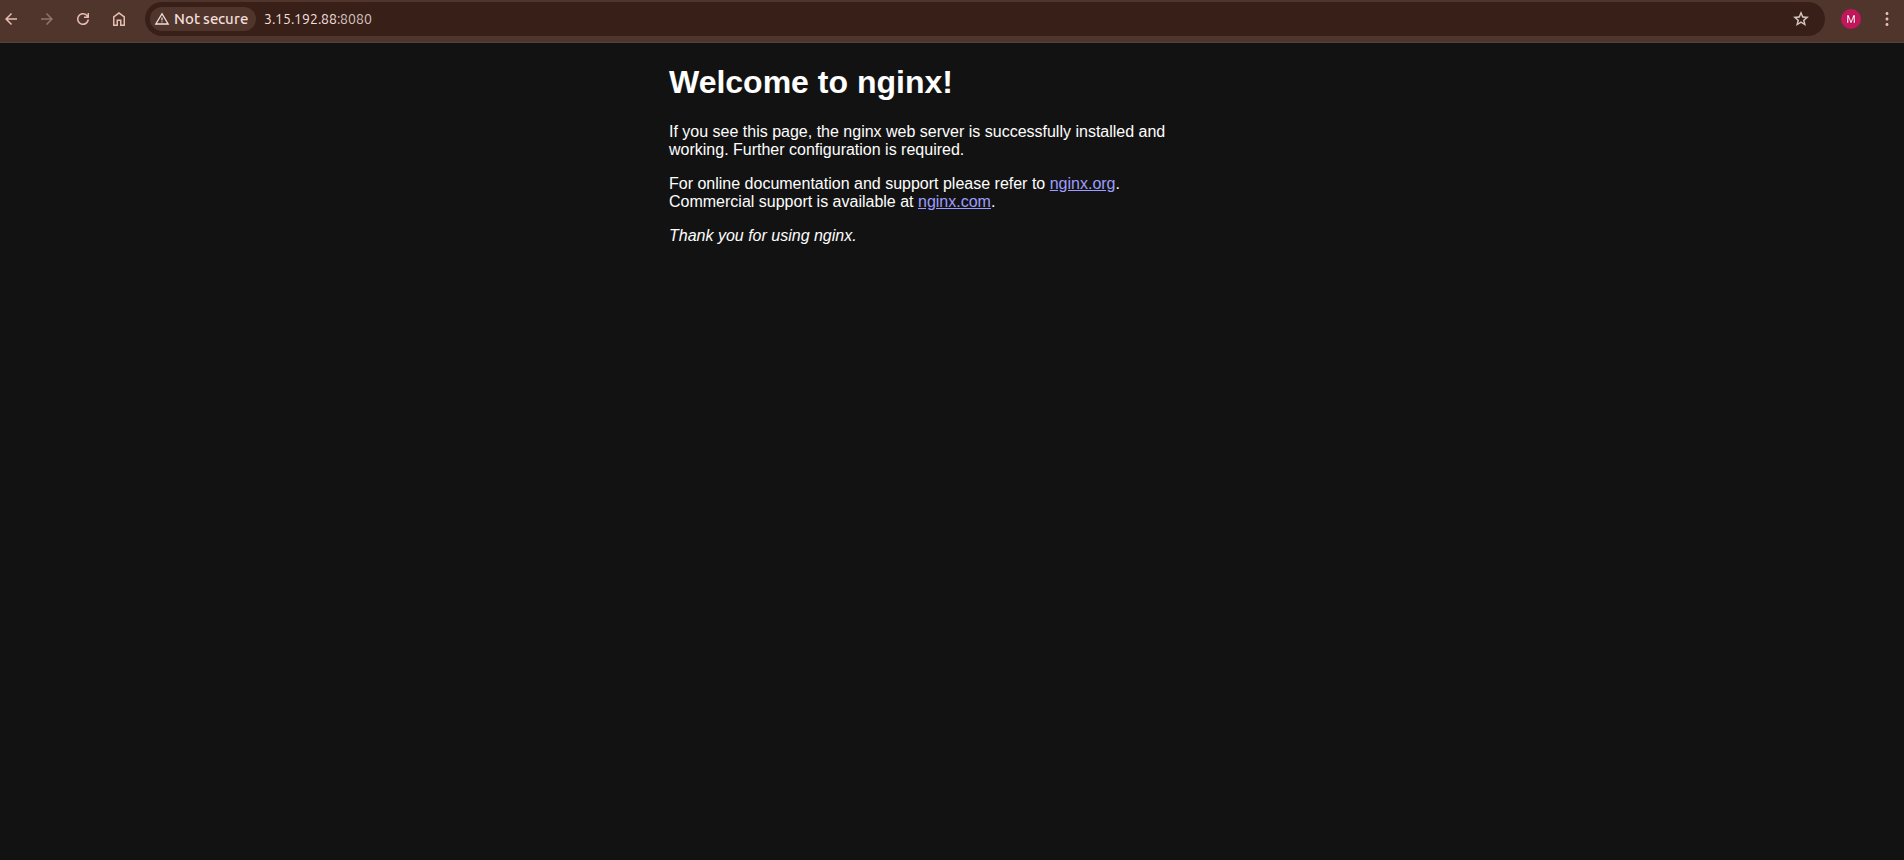 Not secure 3.15.192.88:8080
M
Welcome to nginx!
If you see this page, the nginx web server is successfully installed and
working. Further configuration is required.
For online documentation and support please refer to nginx.org.
Commercial support is available at nginx.com.
Thank you for using nginx.